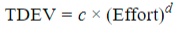 TDEV = c × (Effort)^d